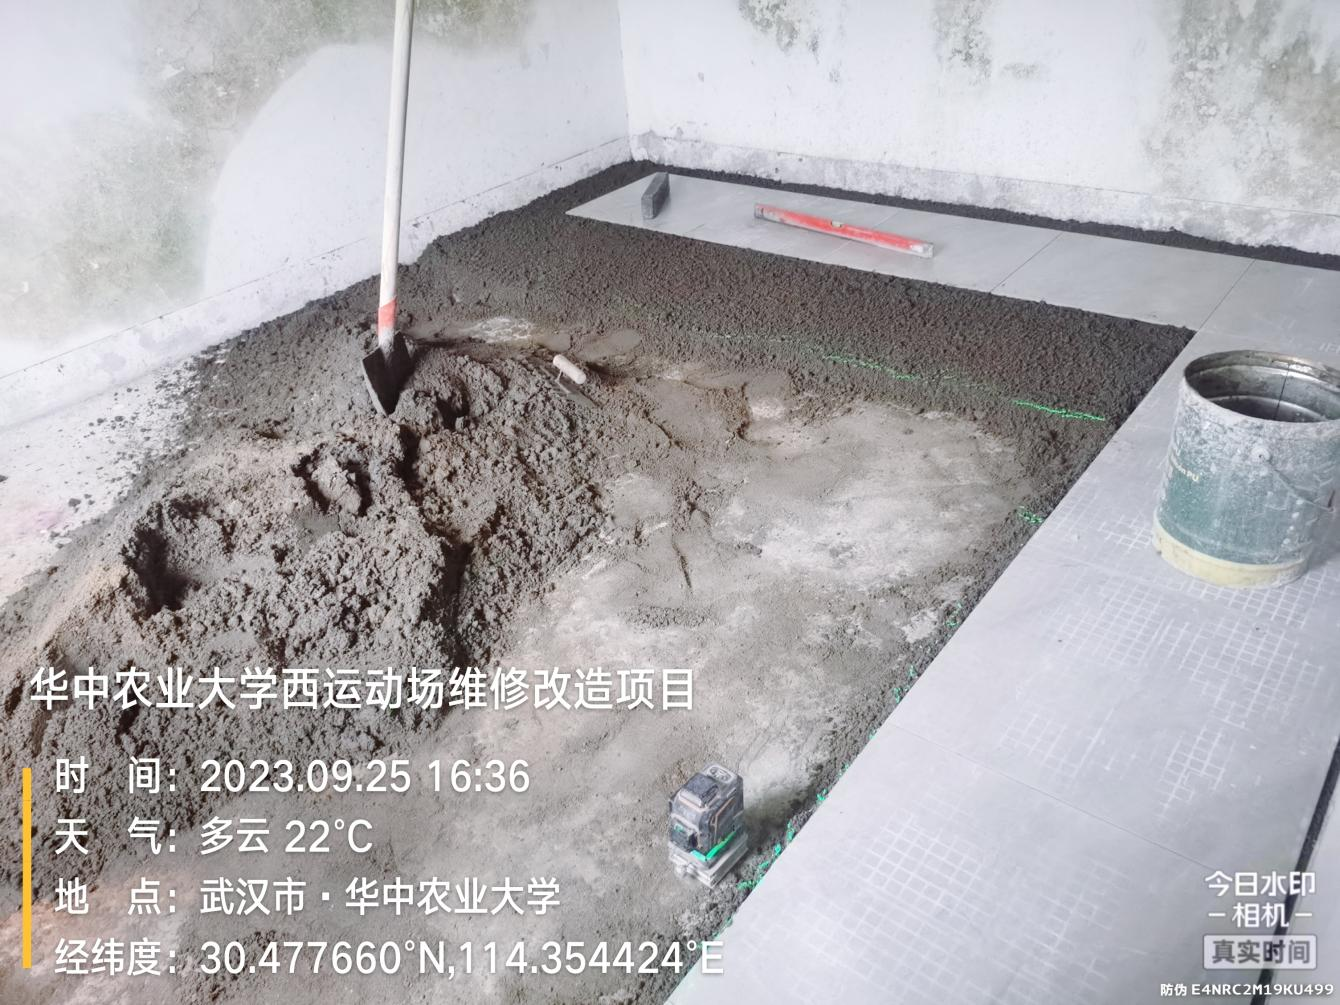 华中农业大学西运动场维修改造项目
时 间：2023.09.25 16:36
天 气：多云 22°C
地 点：武汉市·华中农业大学
经纬度：30.477660°N,114.354424°E
今日水印
相机
真实时间
防伪 E4NRC2M19KU499